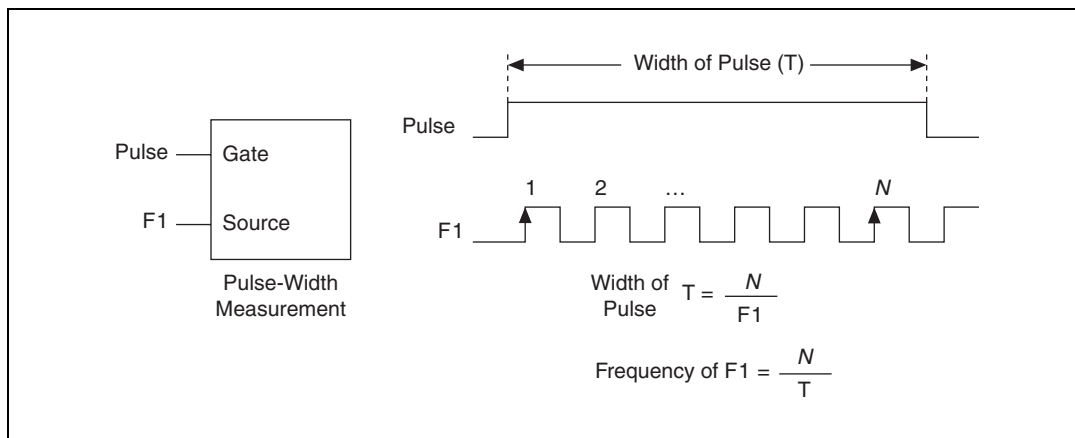 Width of Pulse (T)
Pulse
Pulse Gate
1 2 … N
F1 Source
F1
Pulse-Width
Measurement
Width of
Pulse
T = N
F1
Frequency of F1 = N
T